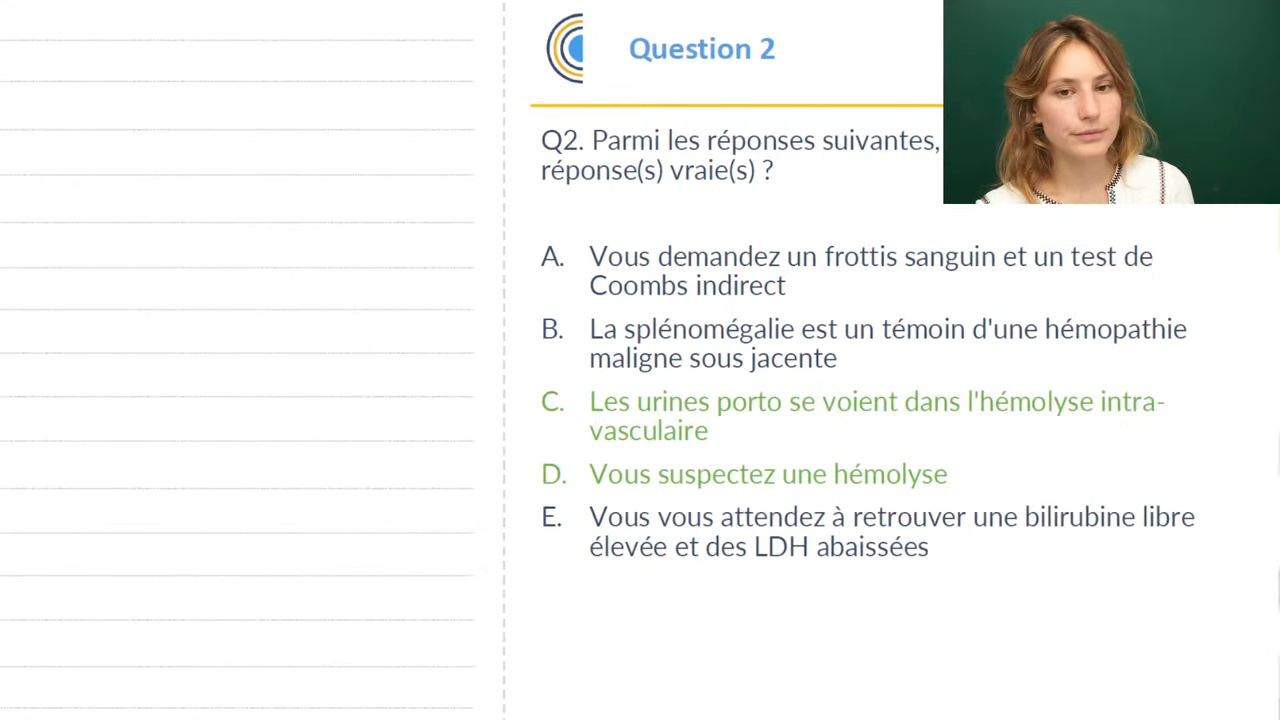 Question 2
Q2. Parmi les réponses suivantes,
réponse(s) vraie(s) ?
A. Vous demandez un frottis sanguin et un test de
Coombs indirect
B. La splénomégalie est un témoin d'une hémopathie
maligne sous jacente
C. Les urines porto se voient dans l'hémolyse intra-
vasculaire
D. Vous suspectez une hémolyse
E. Vous vous attendez à retrouver une bilirubine libre
élevée et des LDH abaissées